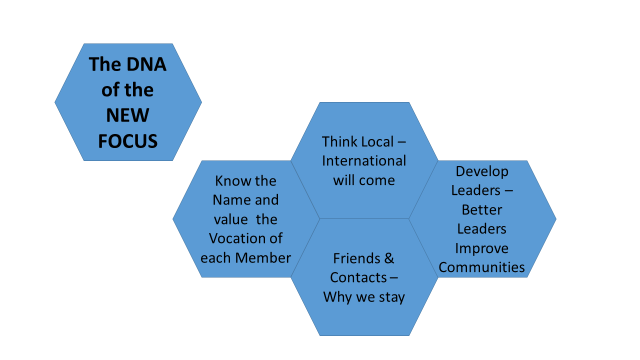 The DNA
of the
NEW
FOCUS
Think Local –
International
will come
Know the
Name and
value  the
Vocation of
each Member
Develop
Leaders –
Better
Leaders
Improve
Communities
Friends &
Contacts –
Why we stay